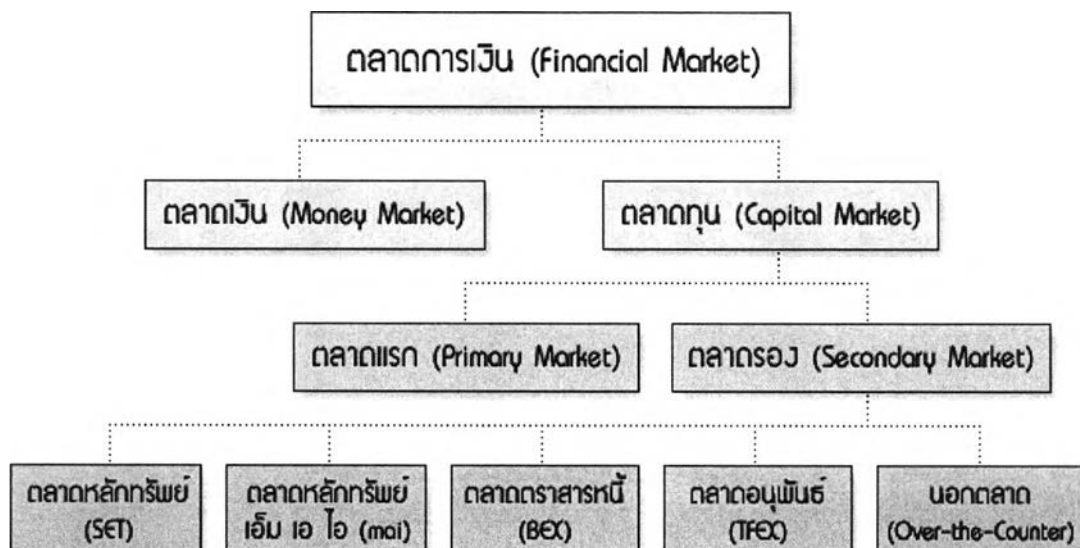 ตลาดการเงิน (Financial Market)
ตลาดเงิน (Money Market)
ตลาดทุน (Capital Market)
ตลาดแรก (Primary Market)
ตลาดรอง (Secondary Market)
ตลาดหลักทรัพย์
(SET)
ตลาดหลักทรัพย์
เอ็ม เอ ไอ (mai)
ตลาดตราสารหนี้
(BEX)
ตลาดอนุพันธ์
(TFEX)
นอกตลาด
(Over-the-Counter)